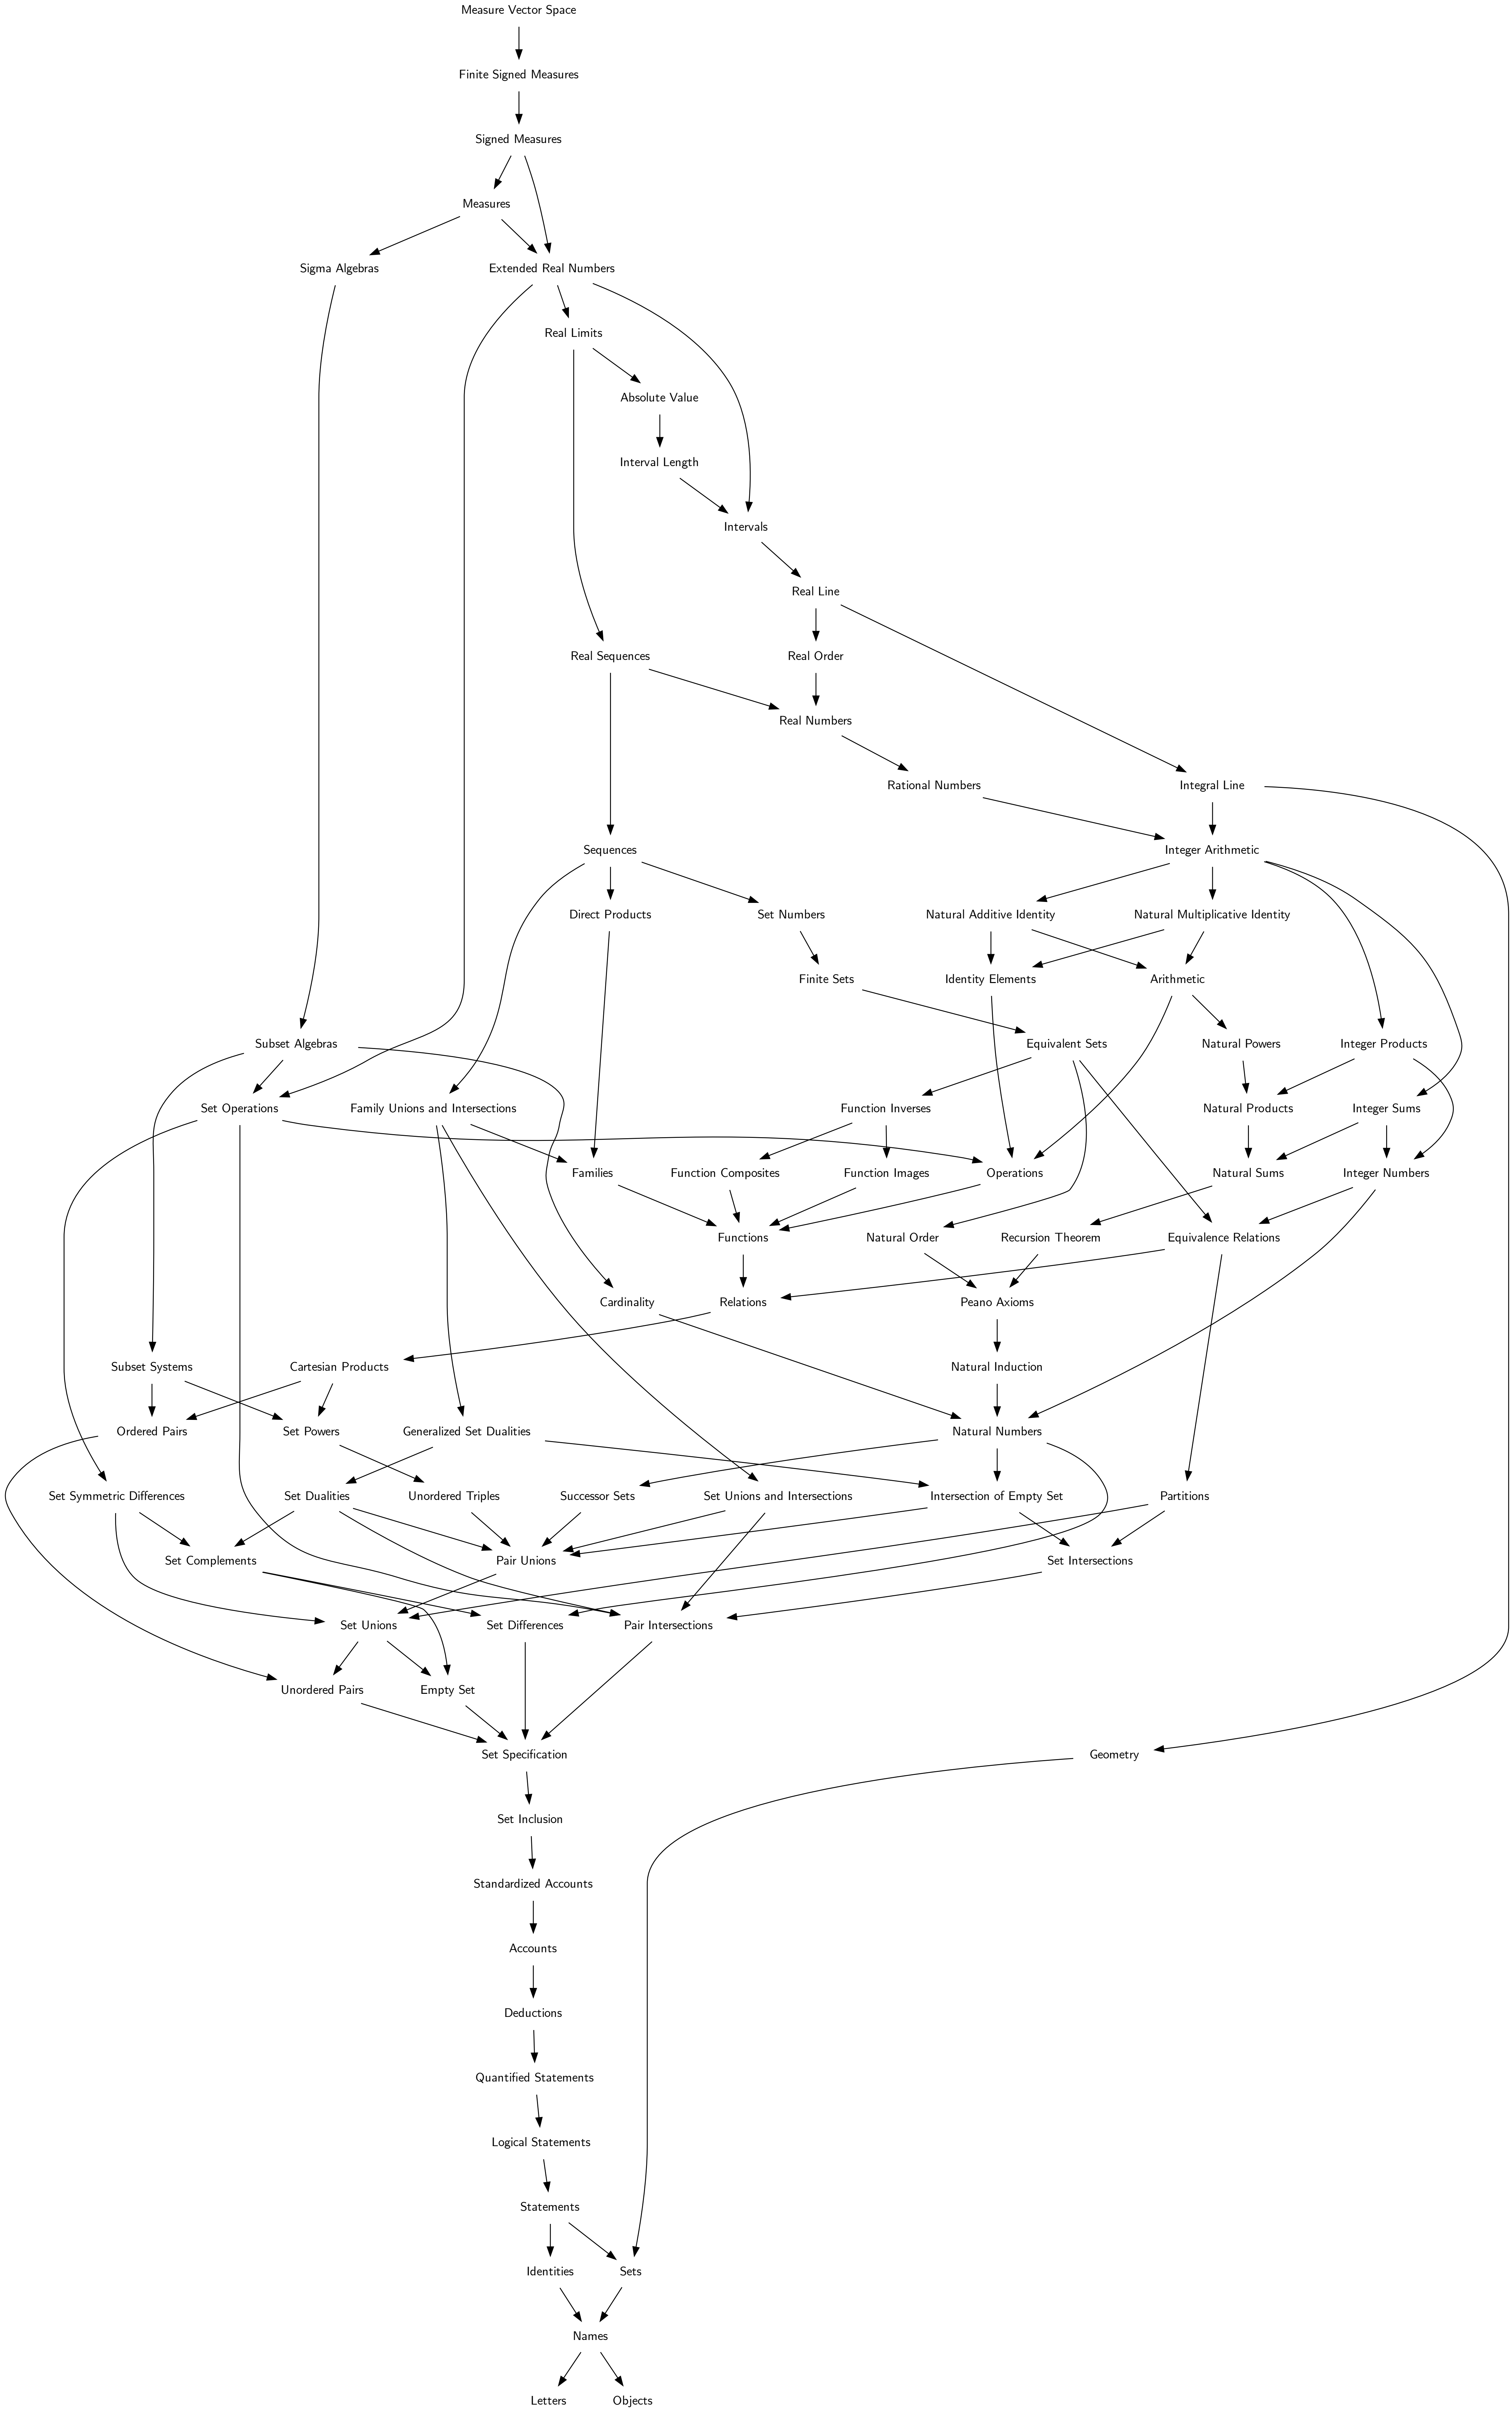 Measure Vector Space
Finite Signed Measures
Signed Measures
Measures
Sigma Algebras
Extended Real Numbers
Real Limits
Absolute Value
Interval Length
Intervals
Real Line
Real Sequences
Real Order
Real Numbers
Rational Numbers
Integral Line
Sequences
Integer Arithmetic
Direct Products
Set Numbers
Natural Additive Identity
Natural Multiplicative Identity
Finite Sets
Identity Elements
Arithmetic
Subset Algebras
Equivalent Sets
Natural Powers
Integer Products
Set Operations
Family Unions and Intersections
Function Inverses
Natural Products
Integer Sums
Families
Function Composites
Function Images
Operations
Natural Sums
Integer Numbers
Functions
Natural Order
Recursion Theorem
Equivalence Relations
Cardinality
Relations
Peano Axioms
Subset Systems
Cartesian Products
Natural Induction
Ordered Pairs
Set Powers
Generalized Set Dualities
Natural Numbers
Set Symmetric Differences
Set Dualities
Unordered Triples
Successor Sets
Set Unions and Intersections
Intersection of Empty Set
Partitions
Set Complements
Pair Unions
Set Intersections
Set Unions
Set Differences
Pair Intersections
Unordered Pairs
Empty Set
Set Specification
Geometry
Set Inclusion
Standardized Accounts
Accounts
Deductions
Quantified Statements
Logical Statements
Statements
Identities
Sets
Names
Letters
Objects